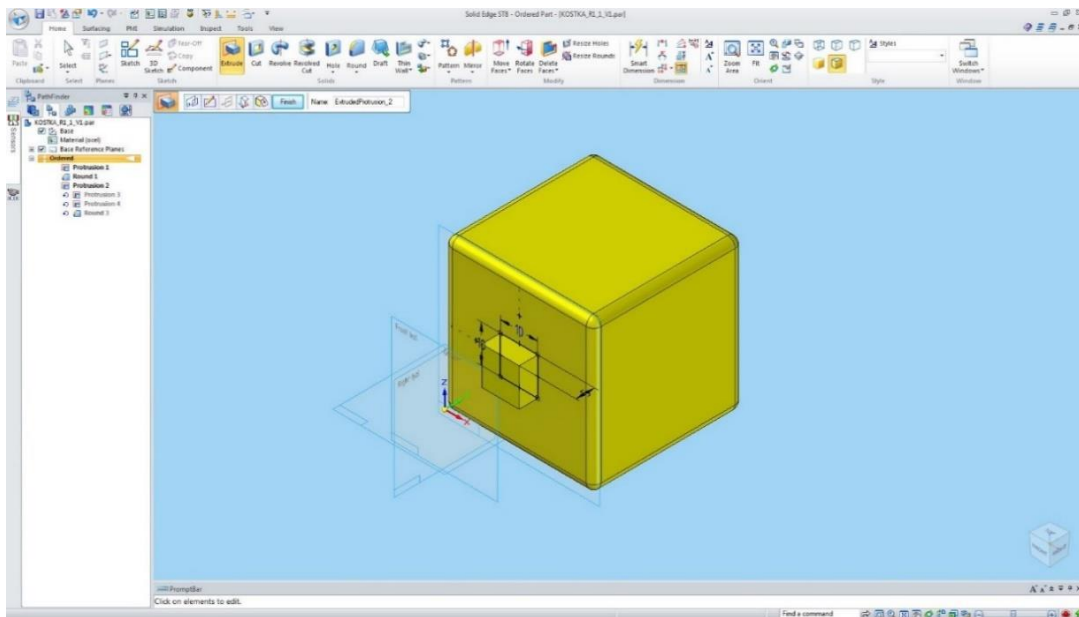 Solid Edge ST8 - Ordered Part - [KOSTKA_R1_1_V1.par]
Home Surfacing PMI Simulation Inspect Tools View
Paste
Select
Sketch
3D Sketch
Tear-Off
Copy
Component
Extrude
Cut
Revolve
Revolved Cut
Hole
Round
Draft
Thin Wall
Pattern
Mirror
Move Faces
Rotate Faces
Delete Faces
Resize Holes
Resize Rounds
Smart Dimension
Zoom Area
Fit
Styles
Switch Windows
Clipboard Select Planes Sketch Solids Pattern Modify Dimension Orient Style Window
PathFinder
Finish
Name: ExtrudedProtrusion_2
Sensors
KOSTKA_R1_1_V1.par
Base
Material (ocel)
Base Reference Planes
Ordered
Protrusion 1
Round 1
Protrusion 2
Protrusion 3
Protrusion 4
Round 3
10
Z
X
PromptBar
Click on elements to edit.
Find a command